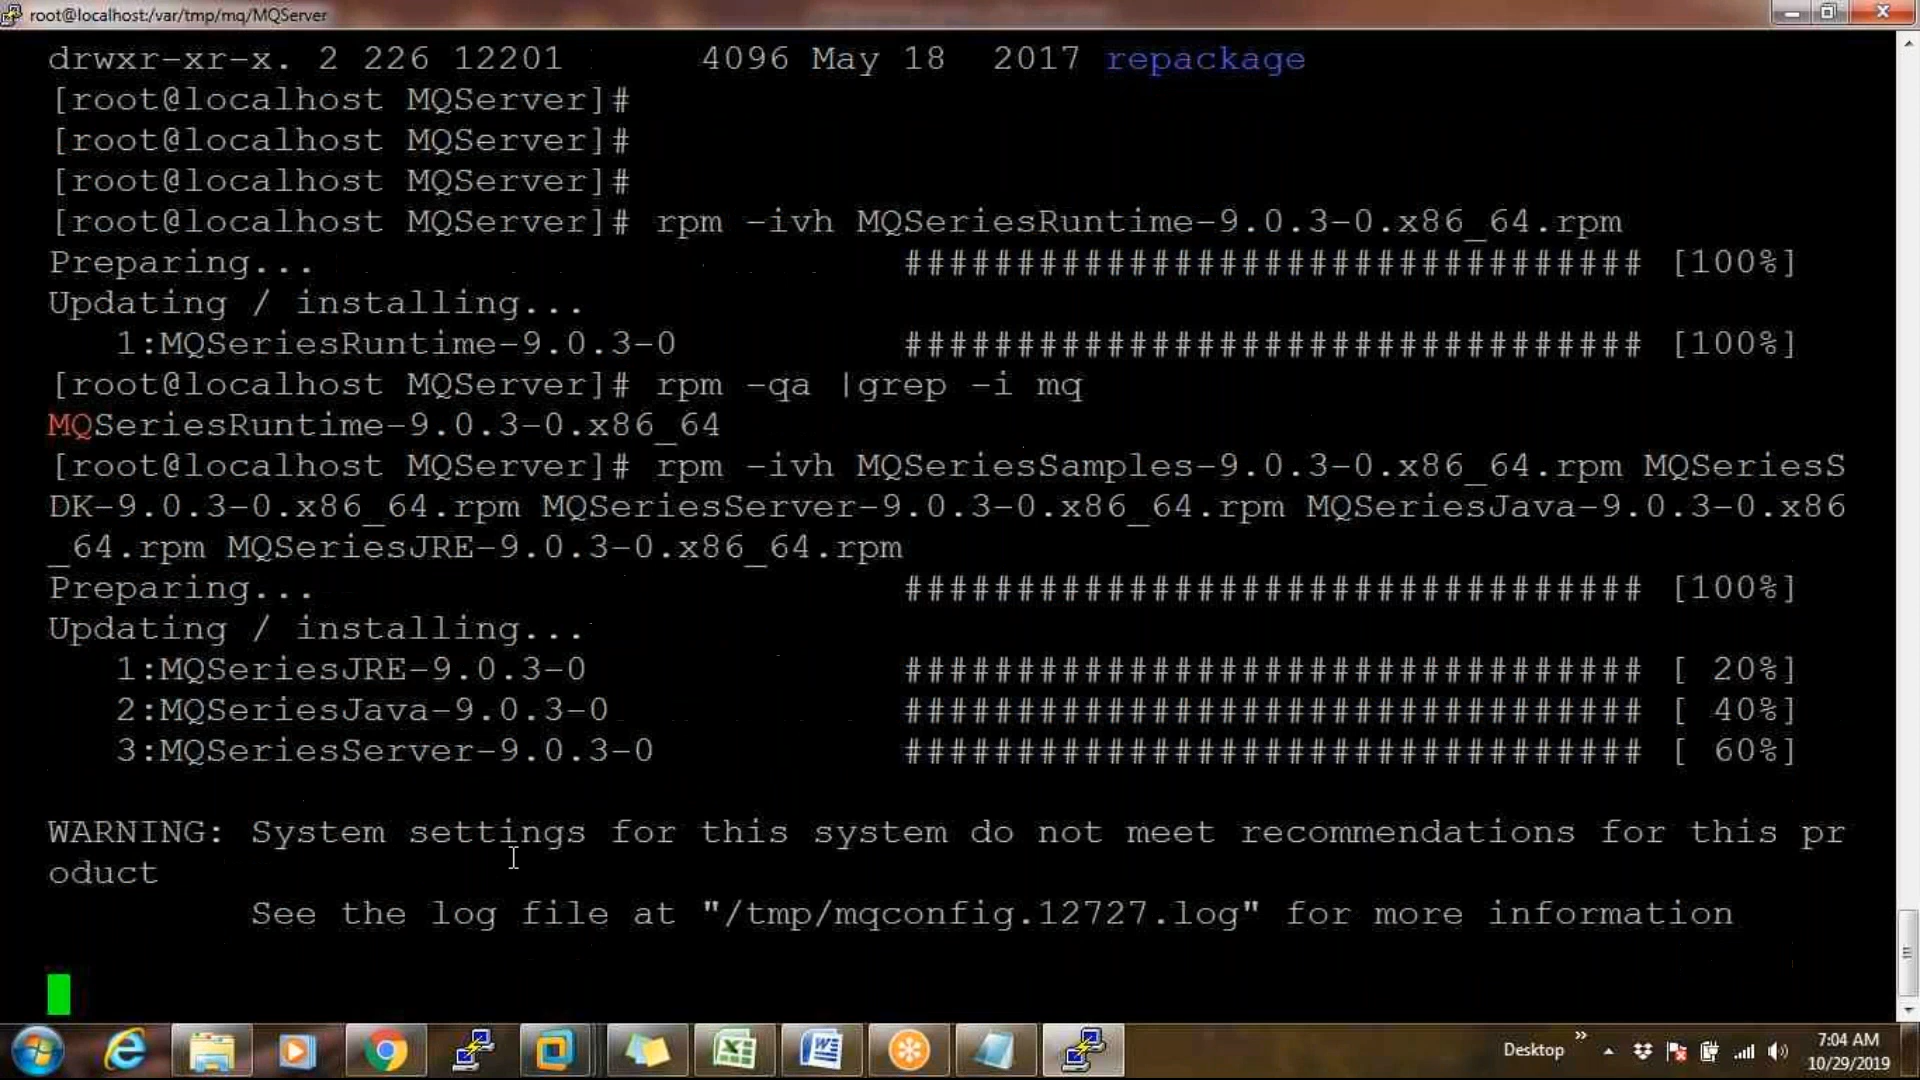 root@localhost:/var/tmp/mq/MQServer
drwxr-xr-x. 2 226 12201 4096 May 18 2017 repackage
[root@localhost MQServer]#
[root@localhost MQServer]#
[root@localhost MQServer]#
[root@localhost MQServer]# rpm -ivh MQSeriesRuntime-9.0.3-0.x86_64.rpm
Preparing... ################################# [100%]
Updating / installing...
1:MQSeriesRuntime-9.0.3-0 ################################# [100%]
[root@localhost MQServer]# rpm -qa |grep -i mq
MQSeriesRuntime-9.0.3-0.x86_64
[root@localhost MQServer]# rpm -ivh MQSeriesSamples-9.0.3-0.x86_64.rpm MQSeriesS
DK-9.0.3-0.x86_64.rpm MQSeriesServer-9.0.3-0.x86_64.rpm MQSeriesJava-9.0.3-0.x86
_64.rpm MQSeriesJRE-9.0.3-0.x86_64.rpm
Preparing... ################################# [100%]
Updating / installing...
1:MQSeriesJRE-9.0.3-0 ################################# [ 20%]
2:MQSeriesJava-9.0.3-0 ################################# [ 40%]
3:MQSeriesServer-9.0.3-0 ################################# [ 60%]
WARNING: System settings for this system do not meet recommendations for this pr
oduct
See the log file at "/tmp/mqconfig.12727.log" for more information
Desktop
7:04 AM
10/29/2019